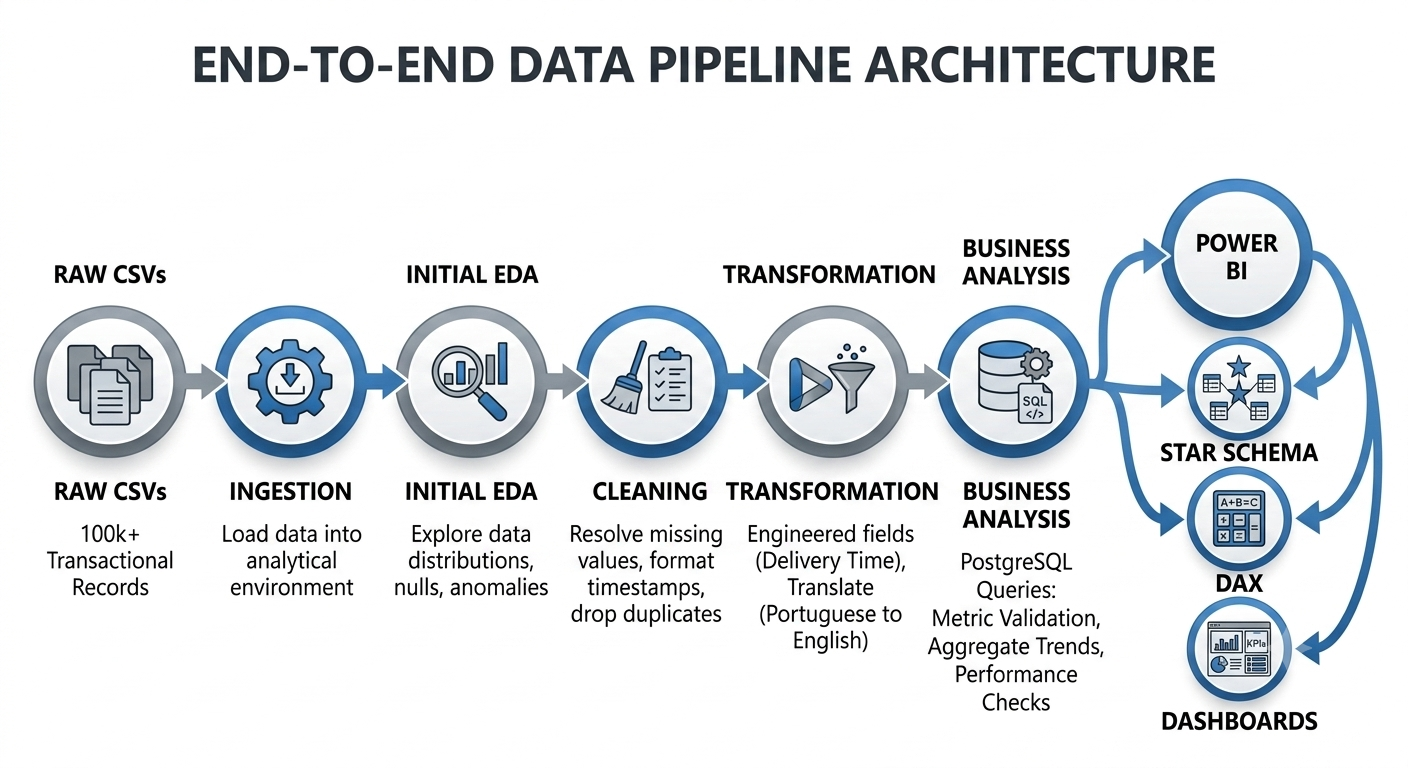 END-TO-END DATA PIPELINE ARCHITECTURE
RAW CSVs
INITIAL EDA
TRANSFORMATION
BUSINESS
ANALYSIS
POWER
BI
SQL
</>
STAR SCHEMA
A+B=C
+
−
×
Σ
DAX
KPIa
DASHBOARDS
RAW CSVs
100k+
Transactional
Records
INGESTION
Load data into
analytical
environment
INITIAL EDA
Explore data
distributions,
nulls, anomalies
CLEANING
Resolve missing
values, format
timestamps,
drop duplicates
TRANSFORMATION
Engineered fields
(Delivery Time),
Translate
(Portuguese to
English)
BUSINESS
ANALYSIS
PostgreSQL
Queries:
Metric Validation,
Aggregate Trends,
Performance
Checks